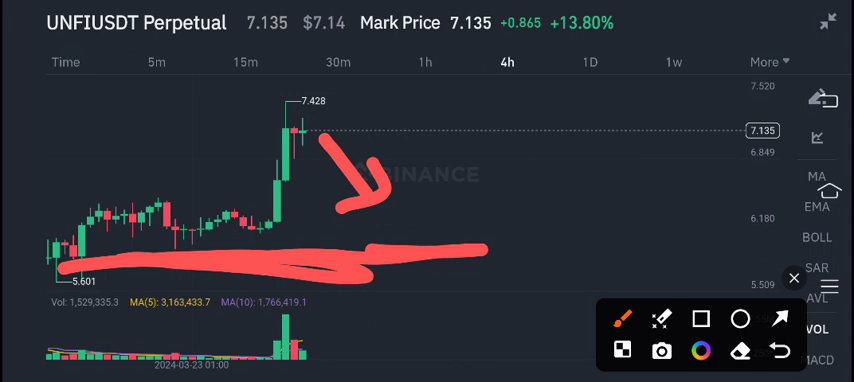 UNFIUSDT Perpetual 7.135 $7.14 Mark Price 7.135 +0.865 +13.80%
Time 5m 15m 30m 1h 4h 1D 1w More
7.520
7.428
7.135
6.849
BINANCE
MA
EMA
6.180
BOLL
SAR
5.601
5.509
AVL
Vol: 1,529,335.3 MA(5): 3,163,433.7 MA(10): 1,766,419.1
VOL
MACD
2024-03-23 01:00